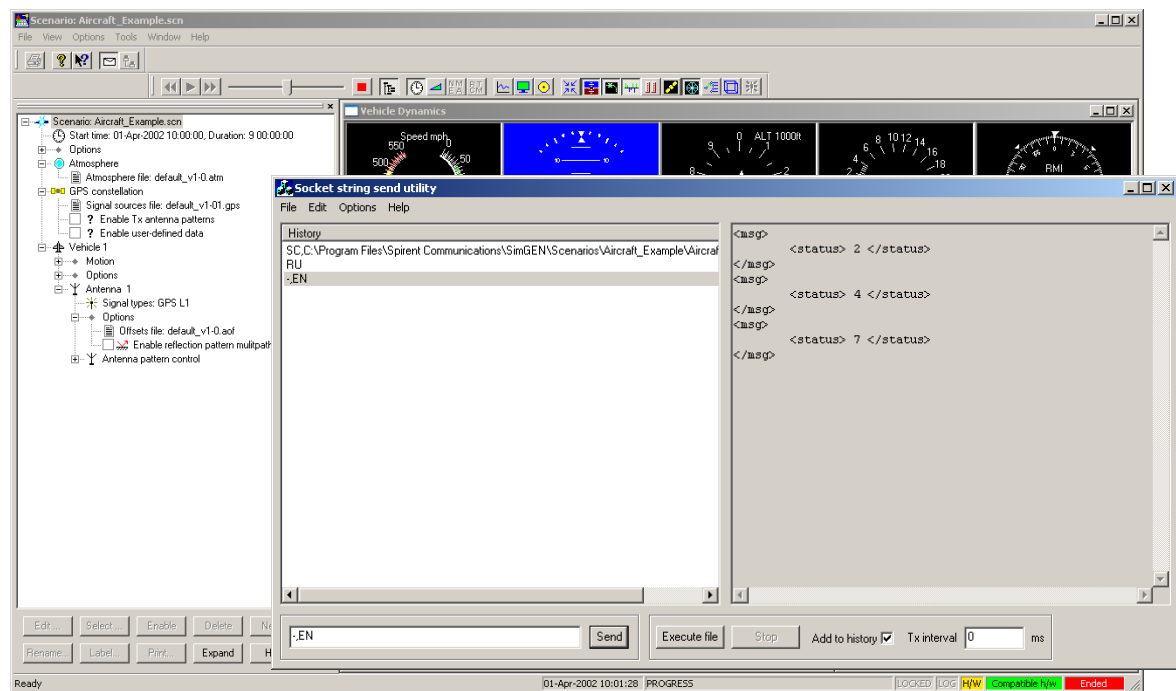 Scenario: Aircraft_Example.scn
File View Options Tools Window Help
Scenario: Aircraft_Example.scn
Start time: 01-Apr-2002 10:00:00, Duration: 9 00:00:00
Options
Atmosphere
Atmosphere file: default_v1-0.atm
GPS constellation
Signal sources file: default_v1-01.gps
? Enable Tx antenna patterns
? Enable user-defined data
Vehicle 1
Motion
Options
Antenna 1
Signal types: GPS L1
Options
Offsets file: default_v1-0.aof
Enable reflection pattern mulitpath
Antenna pattern control
Edit... Select... Enable Delete
Rename... Label... Print... Expand
Vehicle Dynamics
Speed mph
550 0
500 50
10 10
0 ALT 1000ft
9 1
8 2
6 8 10 12 14
4 16
2 18
RMI
Socket string send utility
File Edit Options Help
History
SC,C:\Program Files\Spirent Communications\SimGEN\Scenarios\Aircraft_Example\Aircraf
RU
-,EN
<msg>
<status> 2 </status>
</msg>
<msg>
<status> 4 </status>
</msg>
<msg>
<status> 7 </status>
</msg>
-,EN Send Execute file Stop Add to history Tx interval 0 ms
Ready 01-Apr-2002 10:01:28 PROGRESS LOCKED LOG H/W Compatible h/w Ended